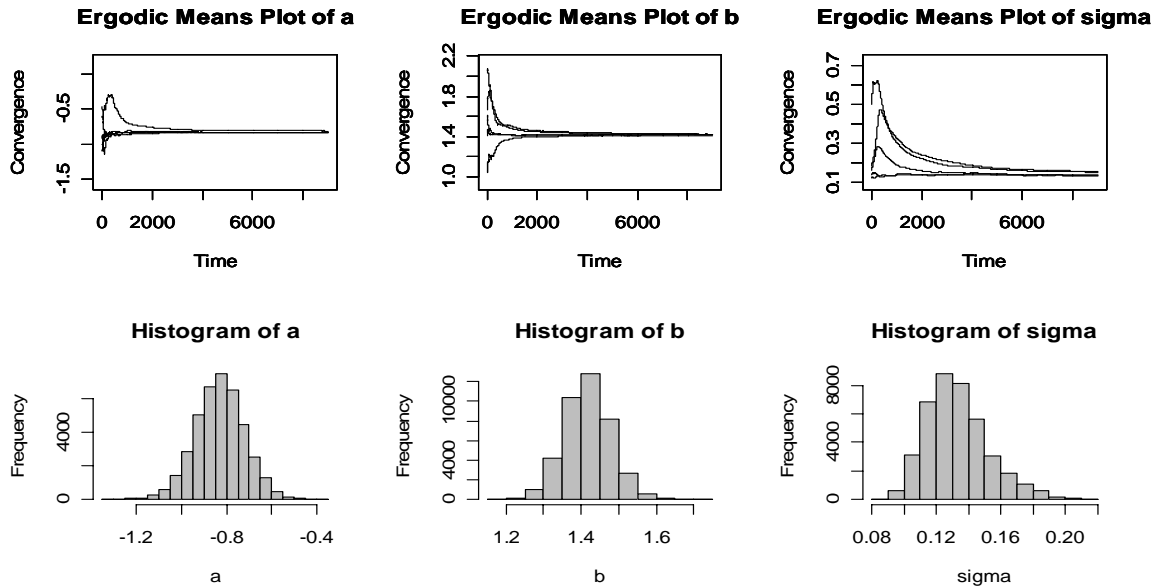 Ergodic Means Plot of a
Convergence
-0.5
-1.5
0 2000 6000
Time
Ergodic Means Plot of b
Convergence
2.2
1.8
1.4
1.0
0 2000 6000
Time
Ergodic Means Plot of sigma
Convergence
0.7
0.5
0.3
0.1
0 2000 6000
Time
Histogram of a
Frequency
4000
0
-1.2 -0.8 -0.4
a
Histogram of b
Frequency
10000
4000
0
1.2 1.4 1.6
b
Histogram of sigma
Frequency
8000
4000
0
0.08 0.12 0.16 0.20
sigma